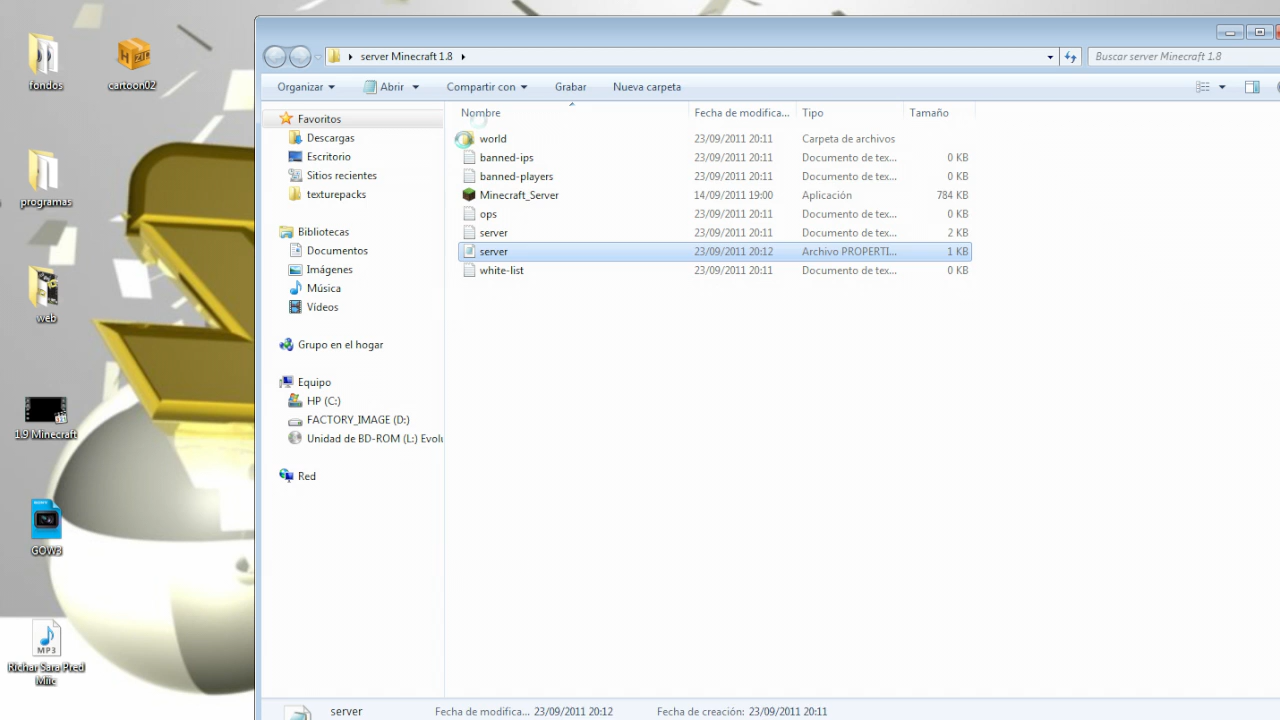 fondos
cartoon02
programas
web
1.9 Minecraft
GOW3
MP3
Richar Sara Pred
Miic
server Minecraft 1.8
Buscar server Minecraft 1.8
Organizar
Abrir
Compartir con
Grabar
Nueva carpeta
Favoritos
Descargas
Escritorio
Sitios recientes
texturepacks
Bibliotecas
Documentos
Imágenes
Música
Vídeos
Grupo en el hogar
Equipo
HP (C:)
FACTORY_IMAGE (D:)
Unidad de BD-ROM (L:) Evolu
Red
Nombre Fecha de modifica... Tipo Tamaño
world 23/09/2011 20:11 Carpeta de archivos
banned-ips 23/09/2011 20:11 Documento de tex... 0 KB
banned-players 23/09/2011 20:11 Documento de tex... 0 KB
Minecraft_Server 14/09/2011 19:00 Aplicación 784 KB
ops 23/09/2011 20:11 Documento de tex... 0 KB
server 23/09/2011 20:11 Documento de tex... 2 KB
server 23/09/2011 20:12 Archivo PROPERTI... 1 KB
white-list 23/09/2011 20:11 Documento de tex... 0 KB
server Fecha de modifica... 23/09/2011 20:12 Fecha de creación: 23/09/2011 20:11